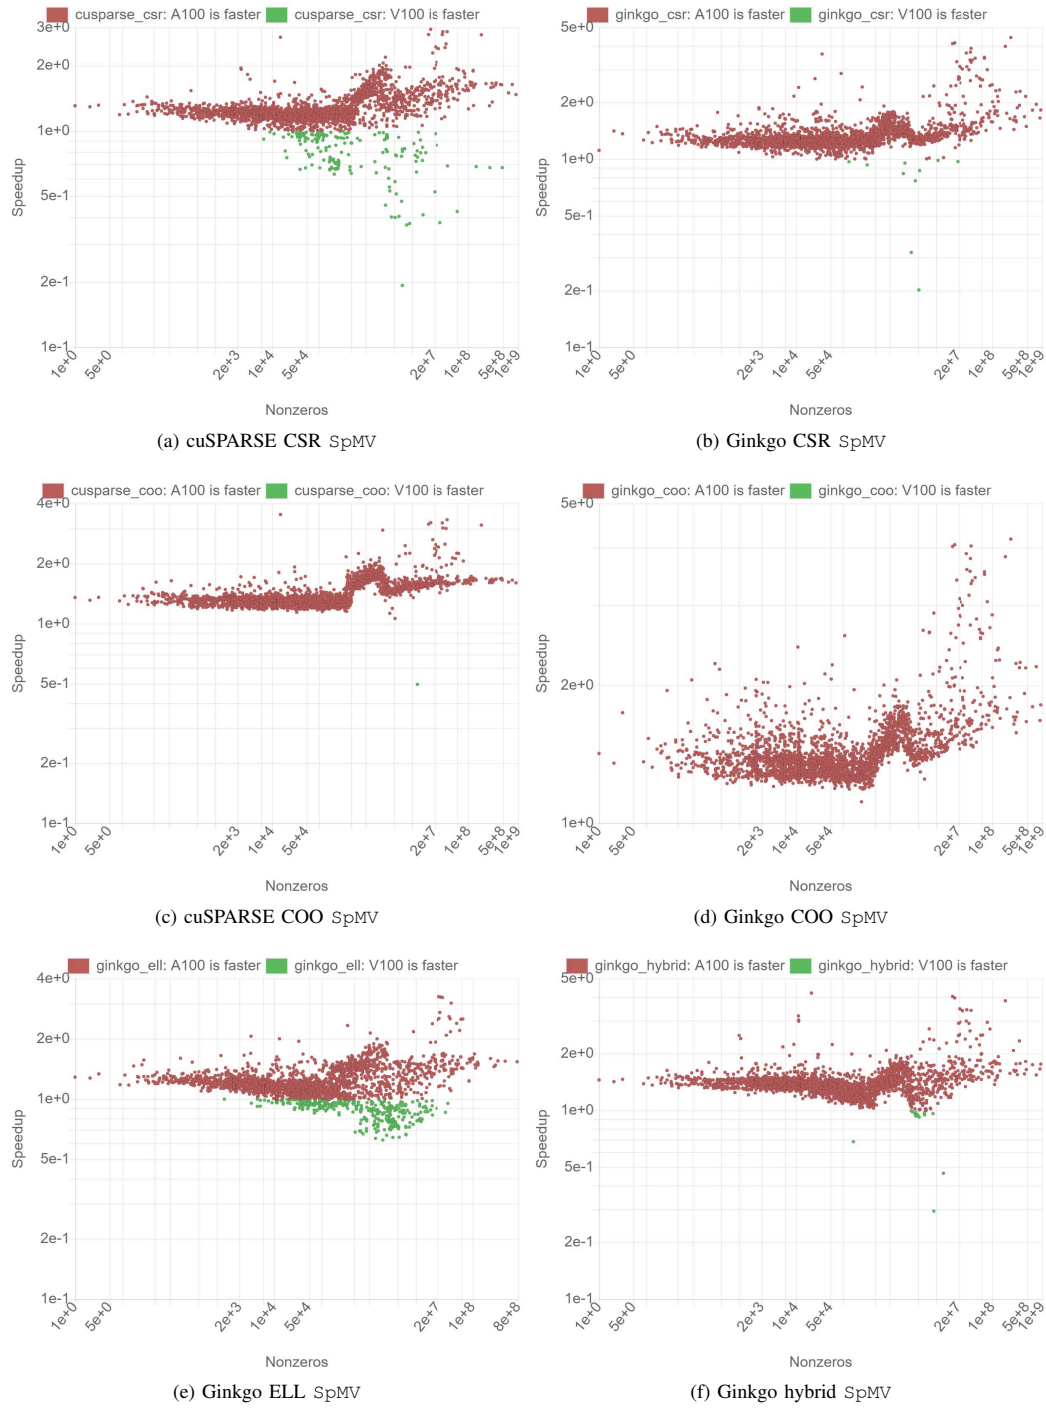 cusparse_csr: A100 is faster cusparse_csr: V100 is faster
3e+0
2e+0
1e+0
5e-1
2e-1
1e-1
Speedup
1e+0 5e+0 2e+3 1e+4 5e+4 2e+7 1e+8 5e+8 1e+9
Nonzeros
(a) cuSPARSE CSR SpMV
ginkgo_csr: A100 is faster ginkgo_csr: V100 is faster
5e+0
2e+0
1e+0
5e-1
2e-1
1e-1
Speedup
1e+0 5e+0 2e+3 1e+4 5e+4 2e+7 1e+8 5e+8 1e+9
Nonzeros
(b) Ginkgo CSR SpMV
cusparse_coo: A100 is faster cusparse_coo: V100 is faster
4e+0
2e+0
1e+0
5e-1
2e-1
1e-1
Speedup
1e+0 5e+0 2e+3 1e+4 5e+4 2e+7 1e+8 5e+8 1e+9
Nonzeros
(c) cuSPARSE COO SpMV
ginkgo_coo: A100 is faster ginkgo_coo: V100 is faster
5e+0
2e+0
1e+0
Speedup
1e+0 5e+0 2e+3 1e+4 5e+4 2e+7 1e+8 5e+8 1e+9
Nonzeros
(d) Ginkgo COO SpMV
ginkgo_ell: A100 is faster ginkgo_ell: V100 is faster
4e+0
2e+0
1e+0
5e-1
2e-1
1e-1
Speedup
1e+0 5e+0 2e+3 1e+4 5e+4 2e+7 1e+8 8e+8
Nonzeros
(e) Ginkgo ELL SpMV
ginkgo_hybrid: A100 is faster ginkgo_hybrid: V100 is faster
5e+0
2e+0
1e+0
5e-1
2e-1
1e-1
Speedup
1e+0 5e+0 2e+3 1e+4 5e+4 2e+7 1e+8 5e+8 1e+9
Nonzeros
(f) Ginkgo hybrid SpMV